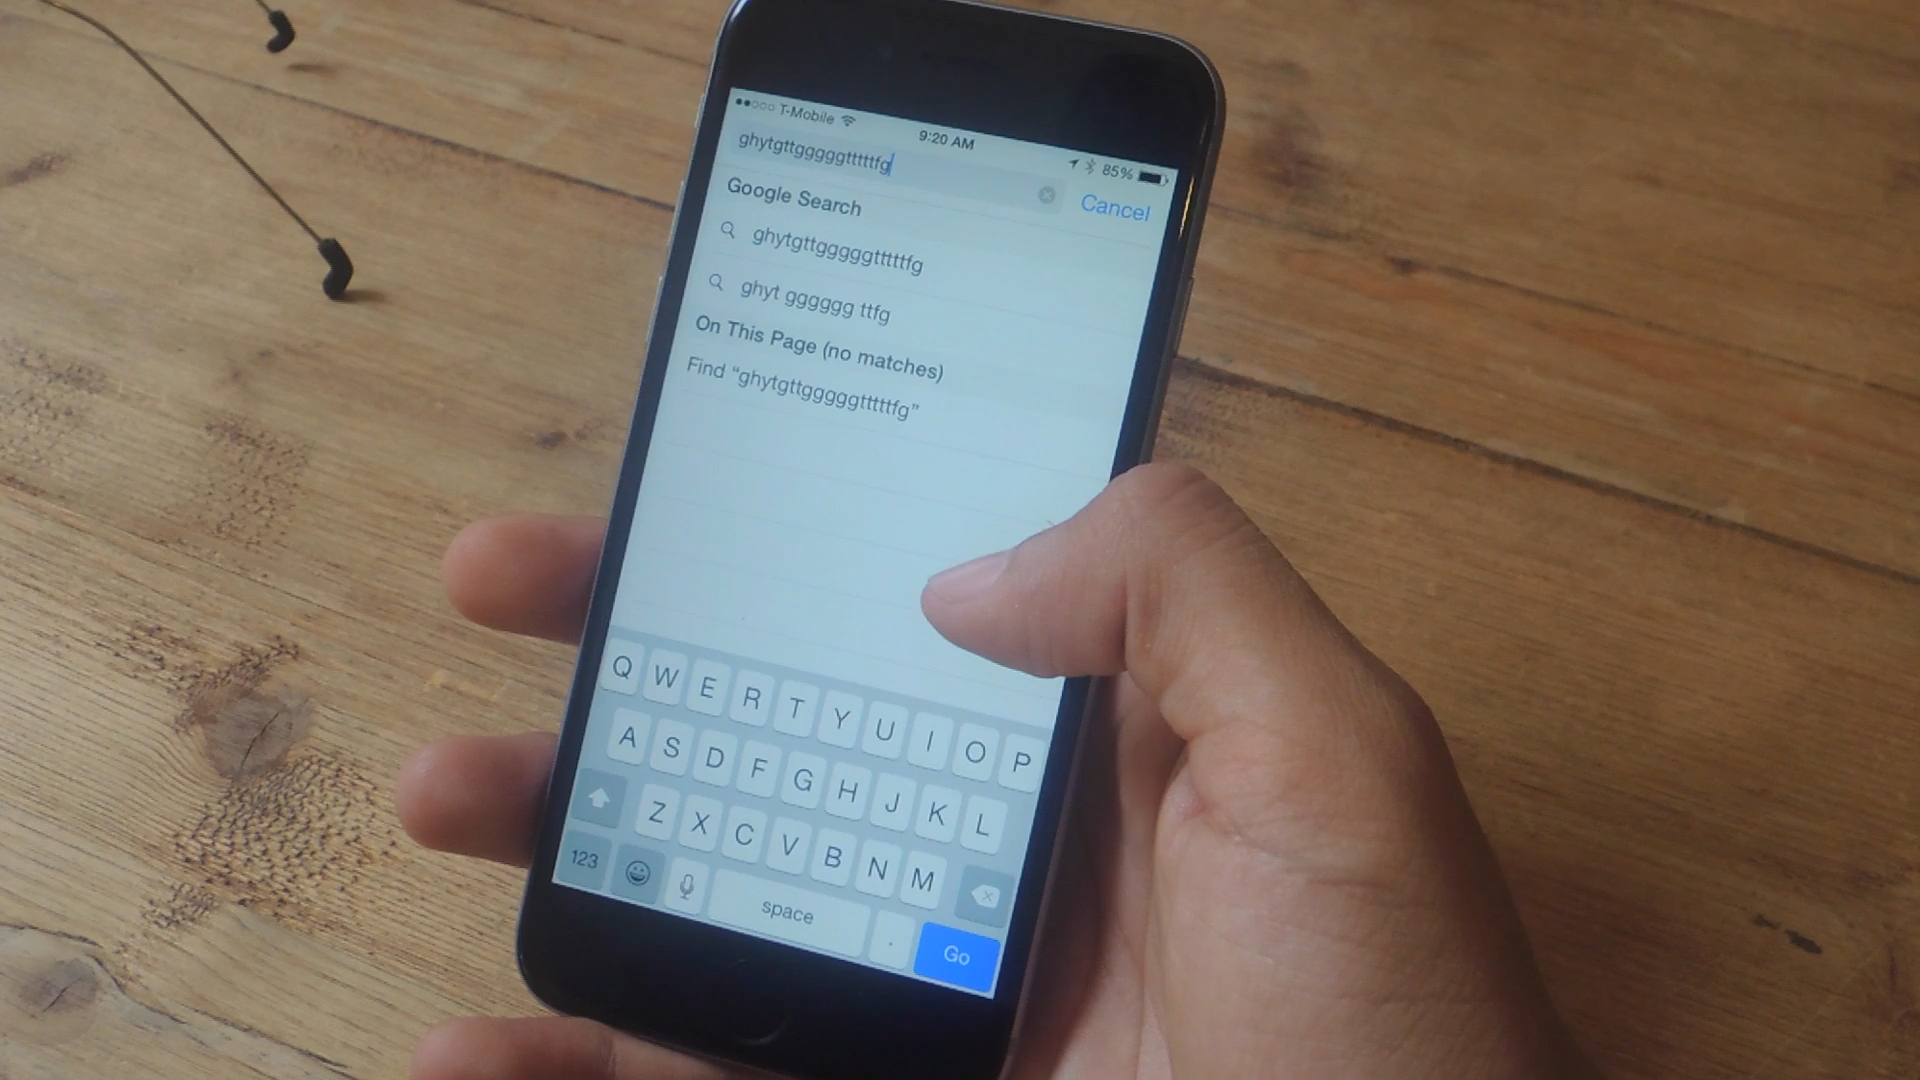 T-Mobile 9:20 AM 85%
ghytgttgggggtttttfg
Cancel
Google Search
ghytgttgggggtttttfg
ghyt gggggg ttfg
On This Page (no matches)
Find “ghytgttgggggtttttfg”
Q W E R T Y U I O P
A S D F G H J K L
Z X C V B N M
123 space . Go